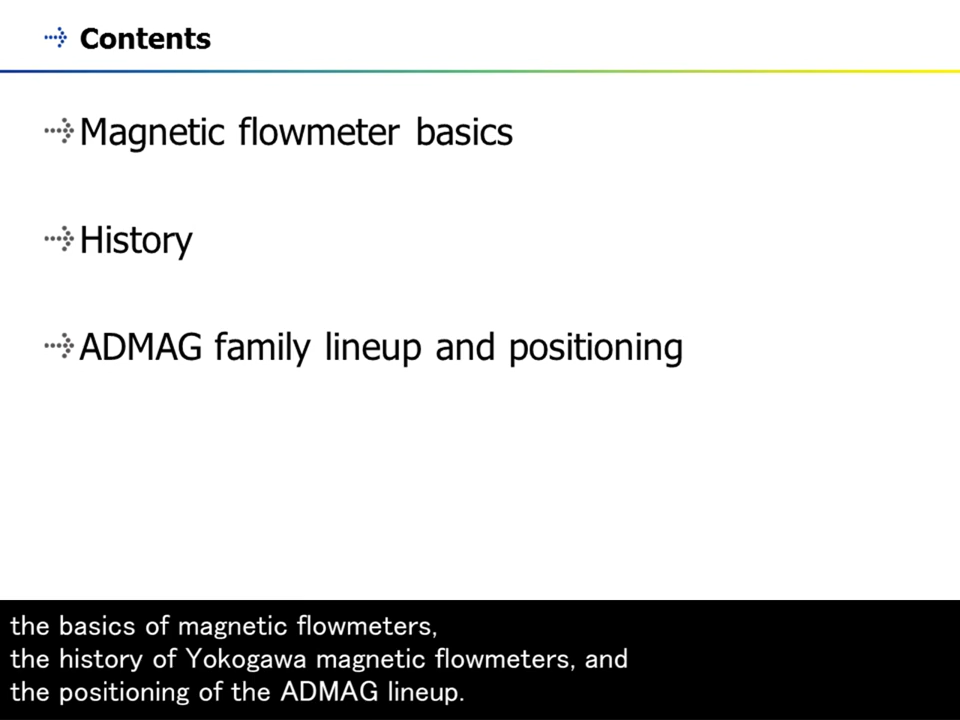 Contents
Magnetic flowmeter basics
History
ADMAG family lineup and positioning
the basics of magnetic flowmeters,
the history of Yokogawa magnetic flowmeters, and
the positioning of the ADMAG lineup.